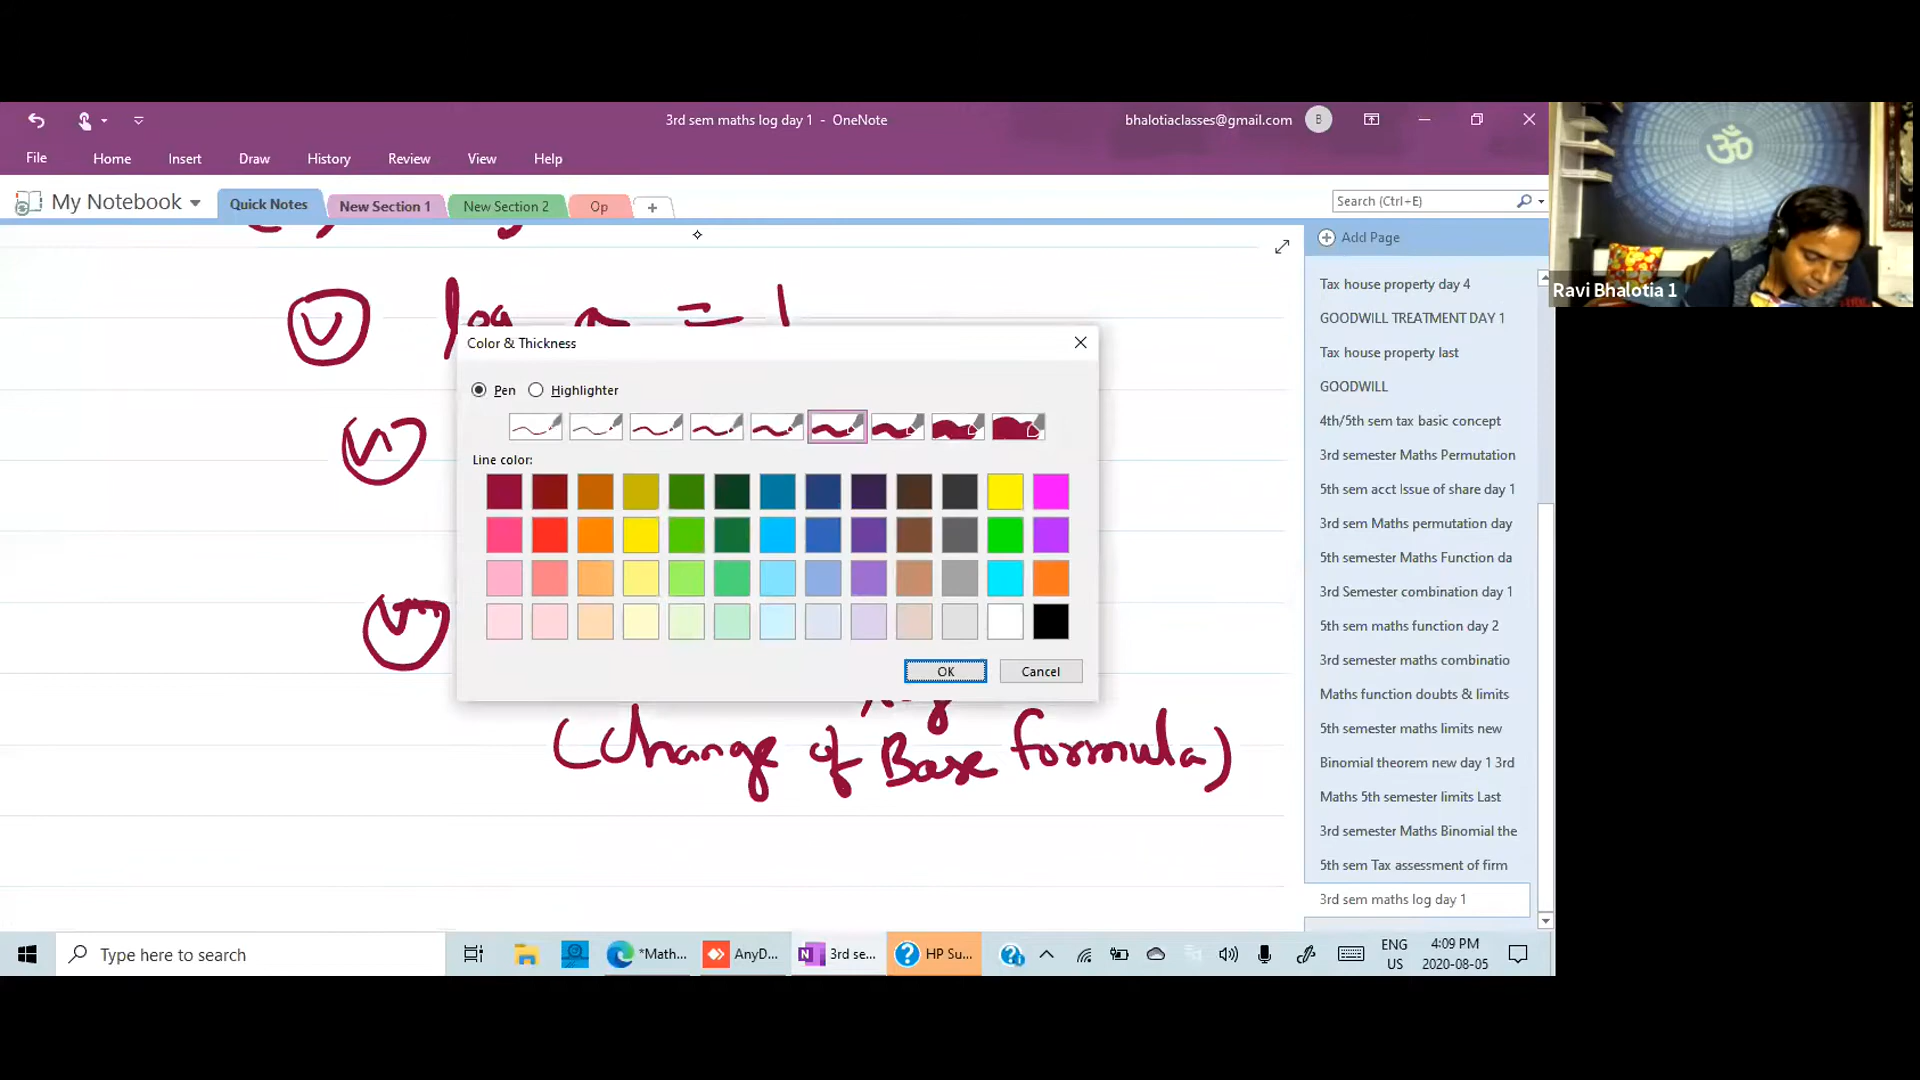 3rd sem maths log day 1 - OneNote
bhalotiaclasses@gmail.com
B
File Home Insert Draw History Review View Help
My Notebook
Quick Notes
New Section 1
New Section 2
Op
Search (Ctrl+E)
Add Page
Tax house property day 4
GOODWILL TREATMENT DAY 1
Tax house property last
GOODWILL
4th/5th sem tax basic concept
3rd semester Maths Permutation
5th sem acct Issue of share day 1
3rd sem Maths permutation day
5th semester Maths Function da
3rd Semester combination day 1
5th sem maths function day 2
3rd semester maths combinatio
Maths function doubts & limits
5th semester maths limits new
Binomial theorem new day 1 3rd
Maths 5th semester limits Last
3rd semester Maths Binomial the
5th sem Tax assessment of firm
3rd sem maths log day 1
Ravi Bhalotia 1
V log = 1
Color & Thickness
Pen Highlighter
Line color:
OK Cancel
(Change of Base formula)
Type here to search
*Math...
AnyD...
3rd se...
HP Su...
ENG
US
4:09 PM
2020-08-05